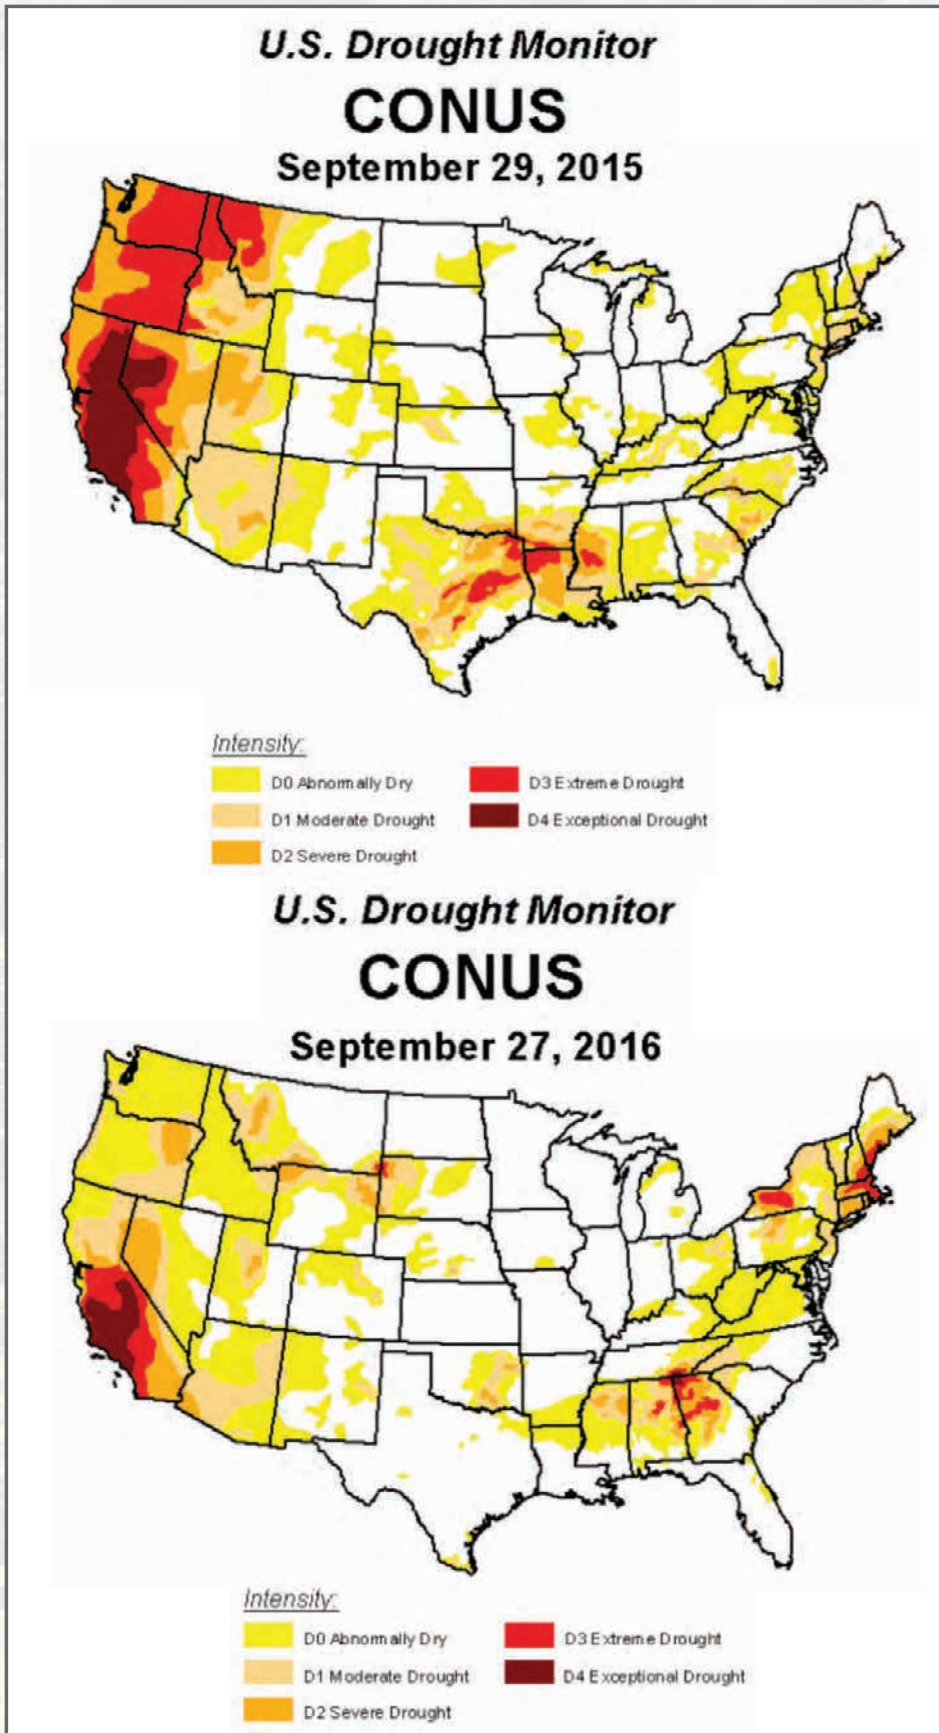 U.S. Drought Monitor
CONUS
September 29, 2015
Intensity:
D0 Abnormally Dry
D1 Moderate Drought
D2 Severe Drought
D3 Extreme Drought
D4 Exceptional Drought
U.S. Drought Monitor
CONUS
September 27, 2016
Intensity:
D0 Abnormally Dry
D1 Moderate Drought
D2 Severe Drought
D3 Extreme Drought
D4 Exceptional Drought